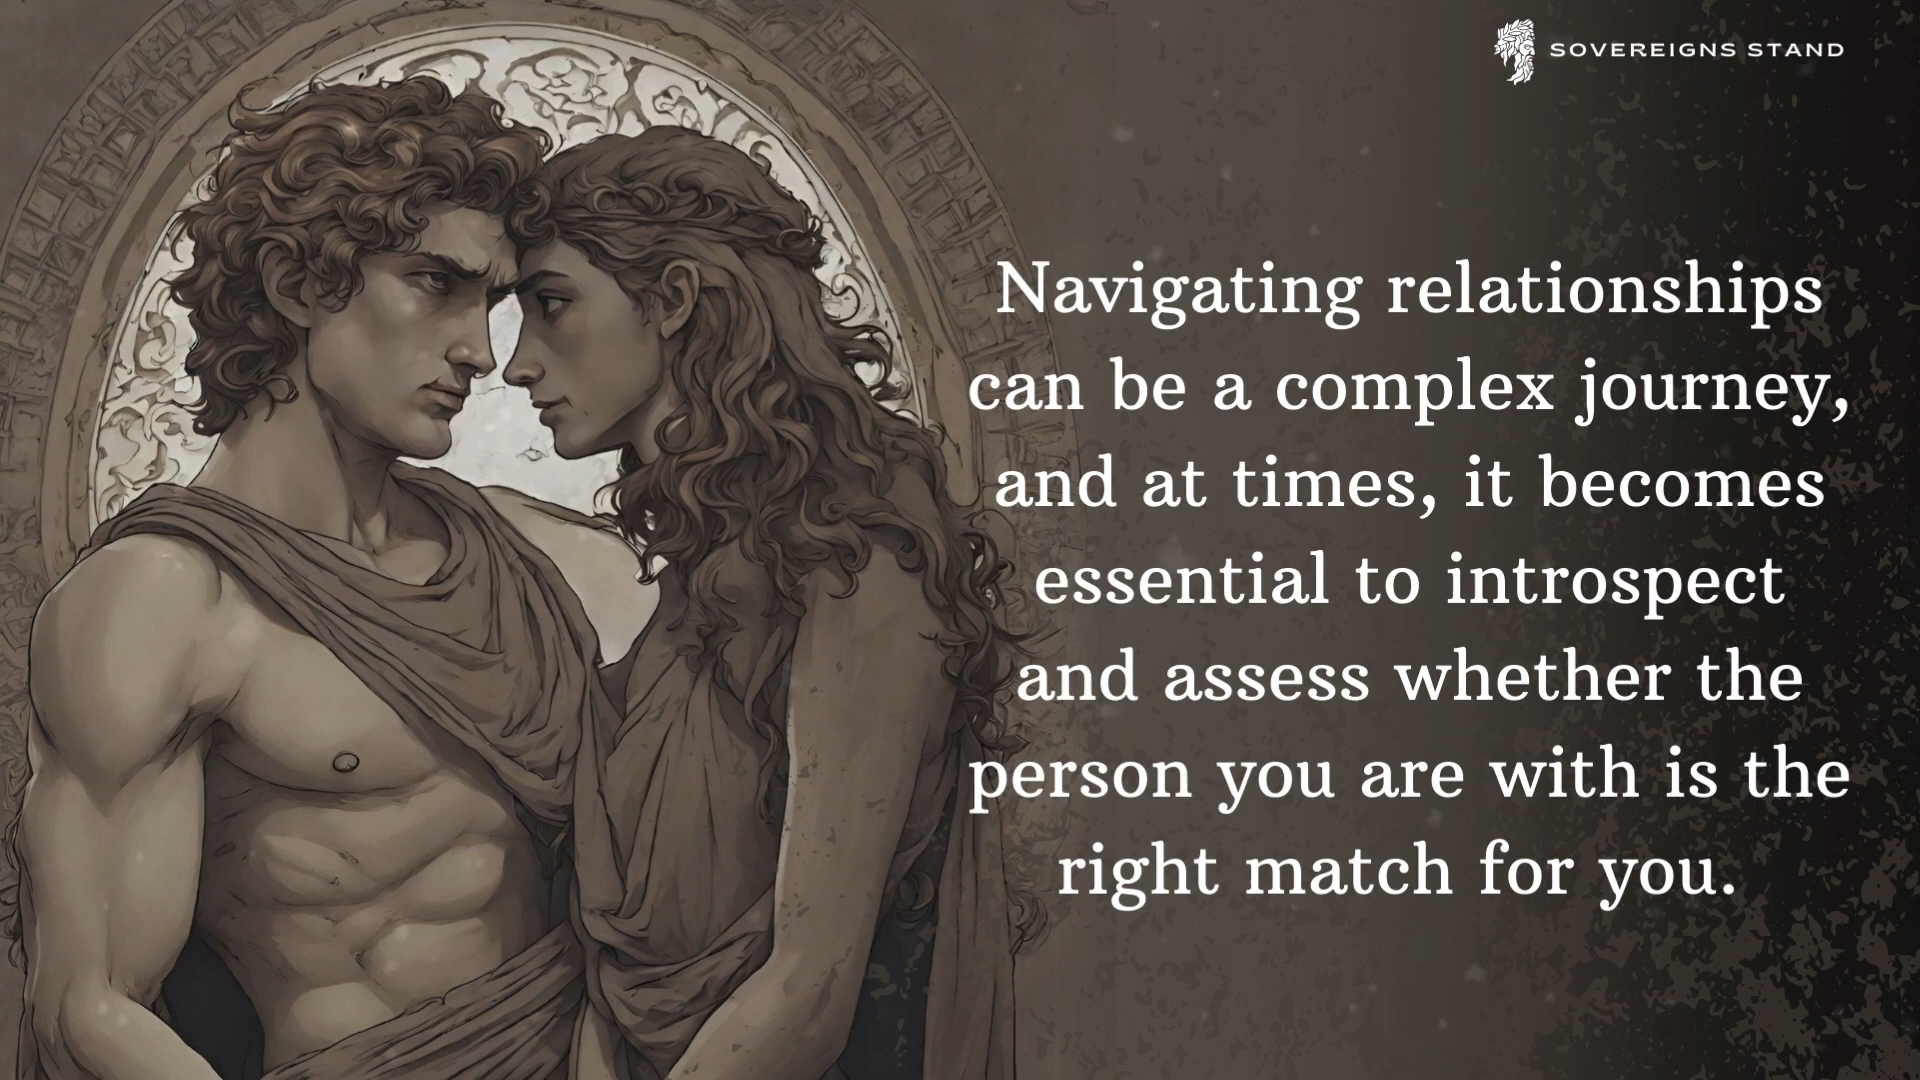 SOVEREIGNS STAND
Navigating relationships
can be a complex journey,
and at times, it becomes
essential to introspect
and assess whether the
person you are with is the
right match for you.